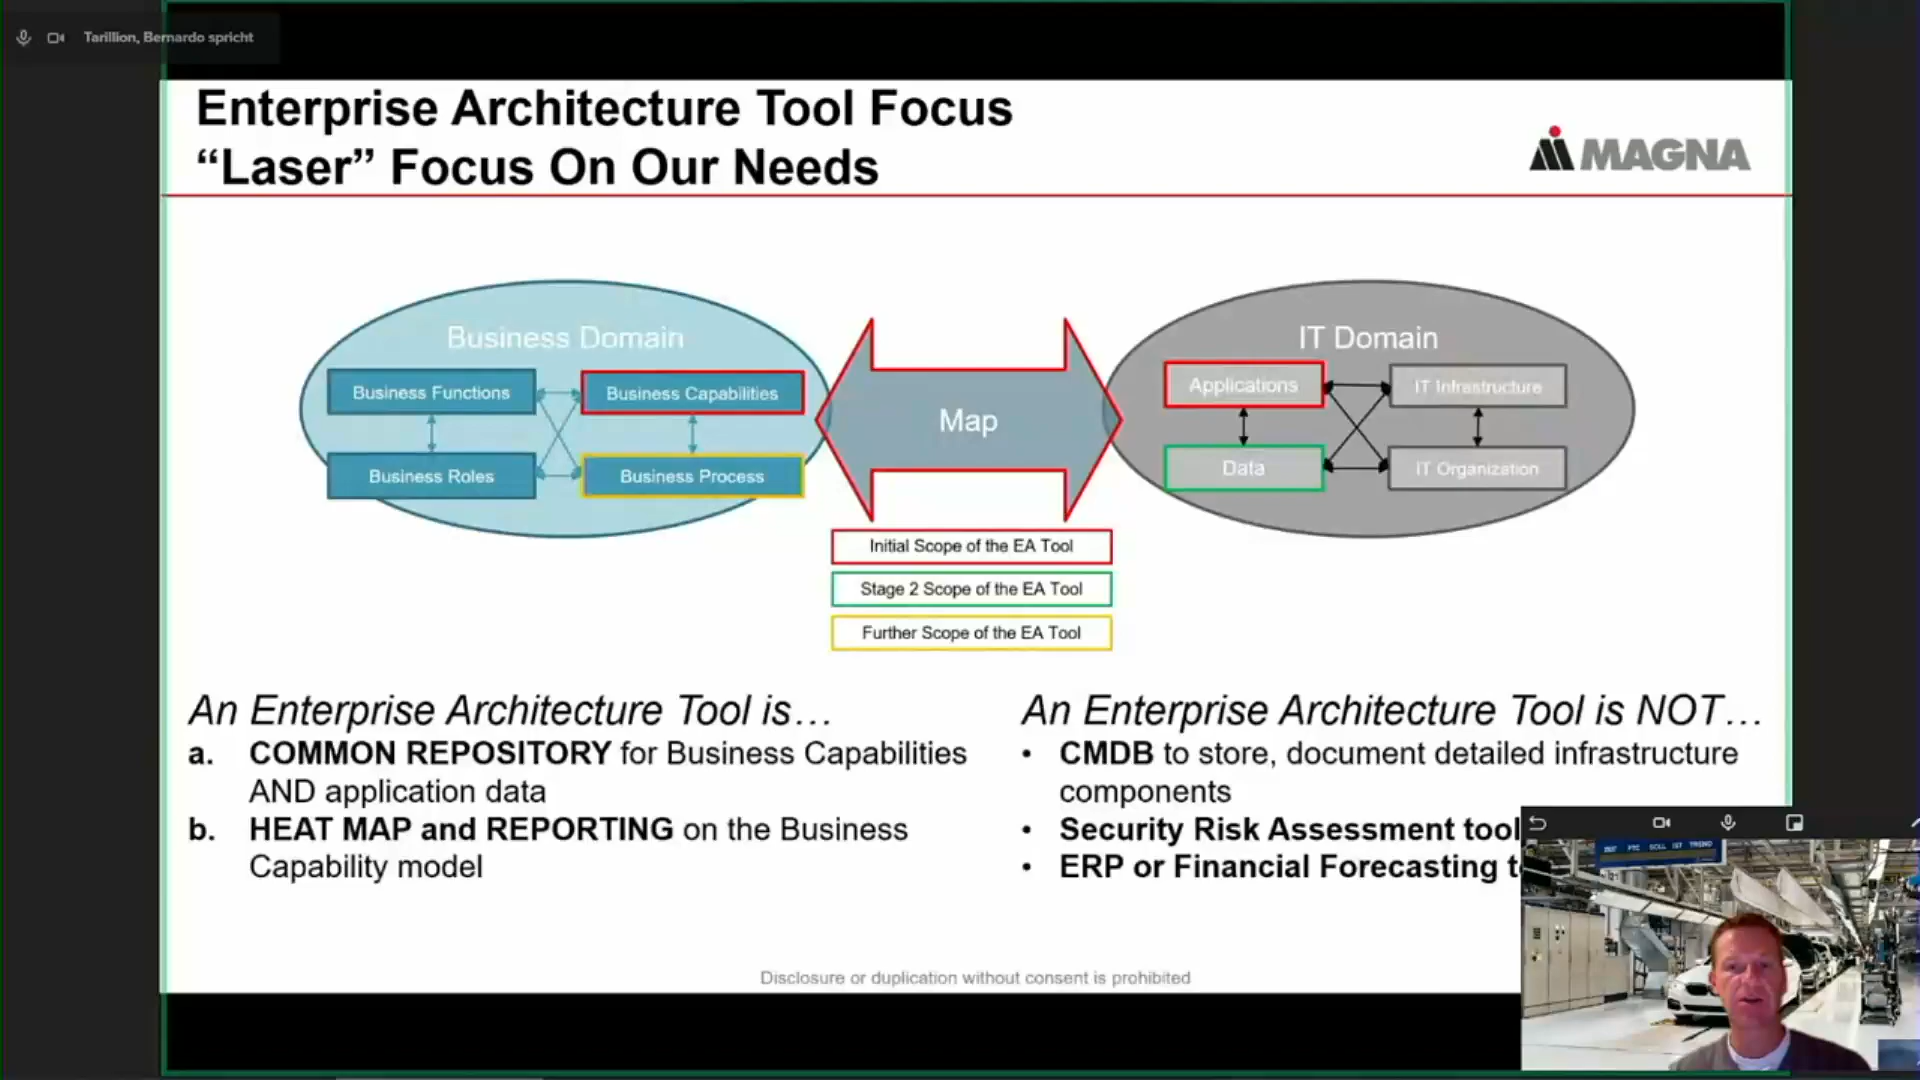 Tarillion, Bernardo spricht
Enterprise Architecture Tool Focus
“Laser” Focus On Our Needs
MAGNA
Business Domain
Business Functions
Business Capabilities
Business Roles
Business Process
Map
IT Domain
Applications
IT Infrastructure
Data
IT Organization
Initial Scope of the EA Tool
Stage 2 Scope of the EA Tool
Further Scope of the EA Tool
An Enterprise Architecture Tool is…
a. COMMON REPOSITORY for Business Capabilities
AND application data
b. HEAT MAP and REPORTING on the Business
Capability model
An Enterprise Architecture Tool is NOT…
• CMDB to store, document detailed infrastructure
components
• Security Risk Assessment tool
• ERP or Financial Forecasting t
Disclosure or duplication without consent is prohibited